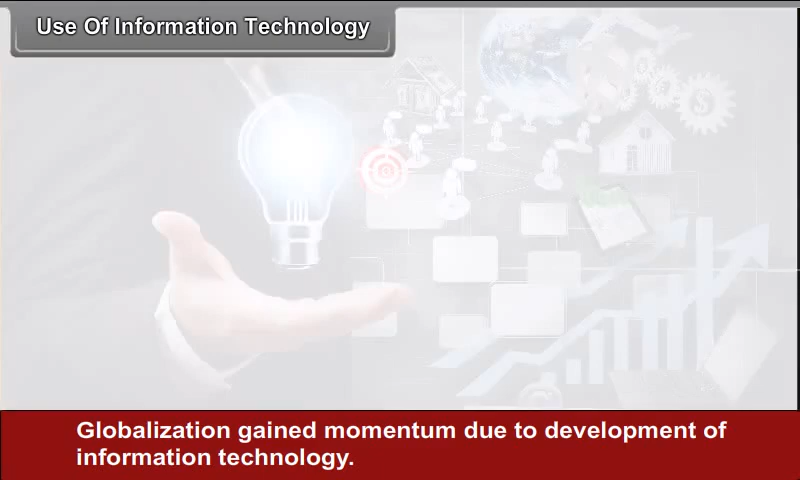 Use Of Information Technology
Globalization gained momentum due to development of
information technology.